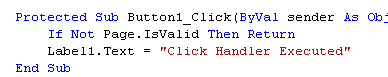 Protected Sub Button1_Click(ByVal sender As Obj
If Not Page.IsValid Then Return
Label1.Text = "Click Handler Executed"
End Sub